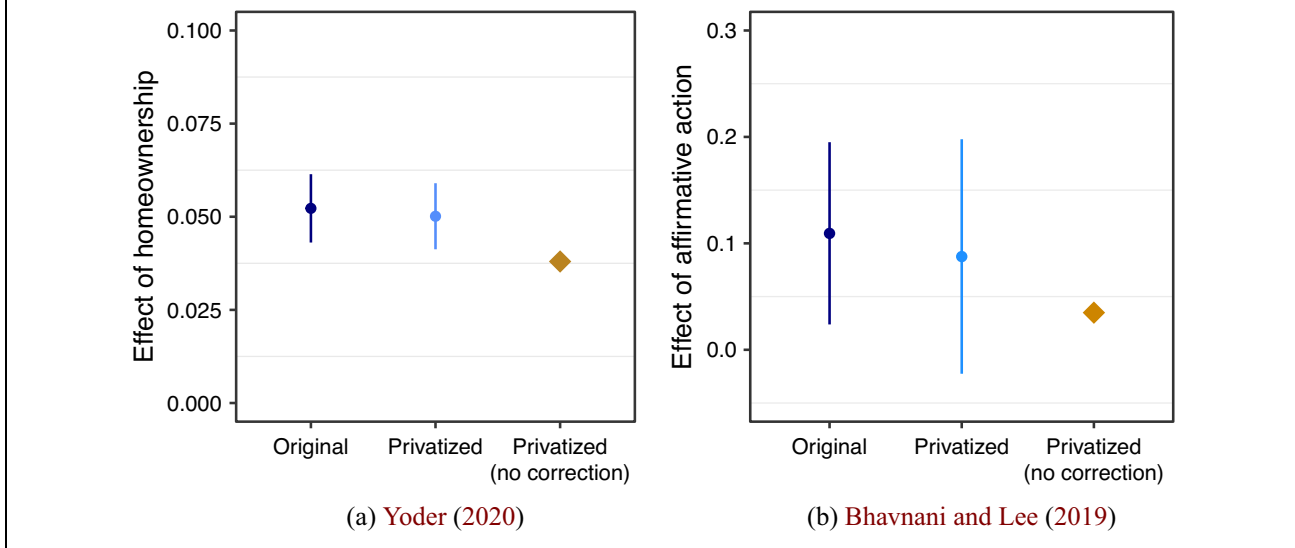 Effect of homeownership
0.100
0.075
0.050
0.025
0.000
Original
Privatized
Privatized
(no correction)
(a) Yoder (2020)
Effect of affirmative action
0.3
0.2
0.1
0.0
Original
Privatized
Privatized
(no correction)
(b) Bhavnani and Lee (2019)